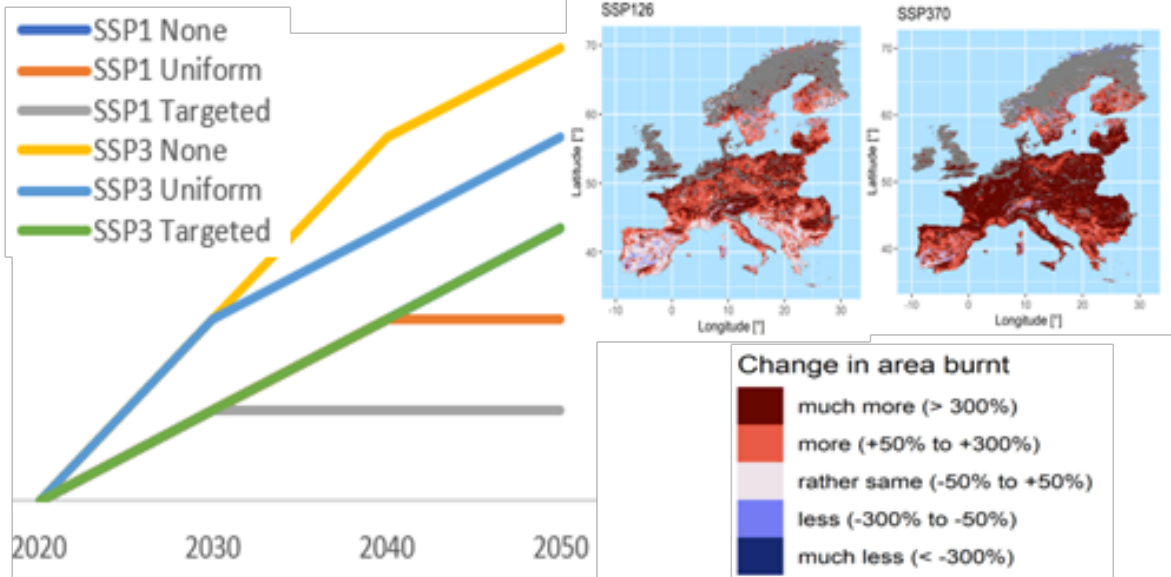 SSP1 None
SSP1 Uniform
SSP1 Targeted
SSP3 None
SSP3 Uniform
SSP3 Targeted
2020
2030
2040
2050
SSP126
70
60
50
40
Latitude [°]
-10
0
10
20
30
Longitude [°]
SSP370
70
60
50
40
Latitude [°]
-10
0
10
20
30
Longitude [°]
Change in area burnt
much more (> 300%)
more (+50% to +300%)
rather same (-50% to +50%)
less (-300% to -50%)
much less (< -300%)